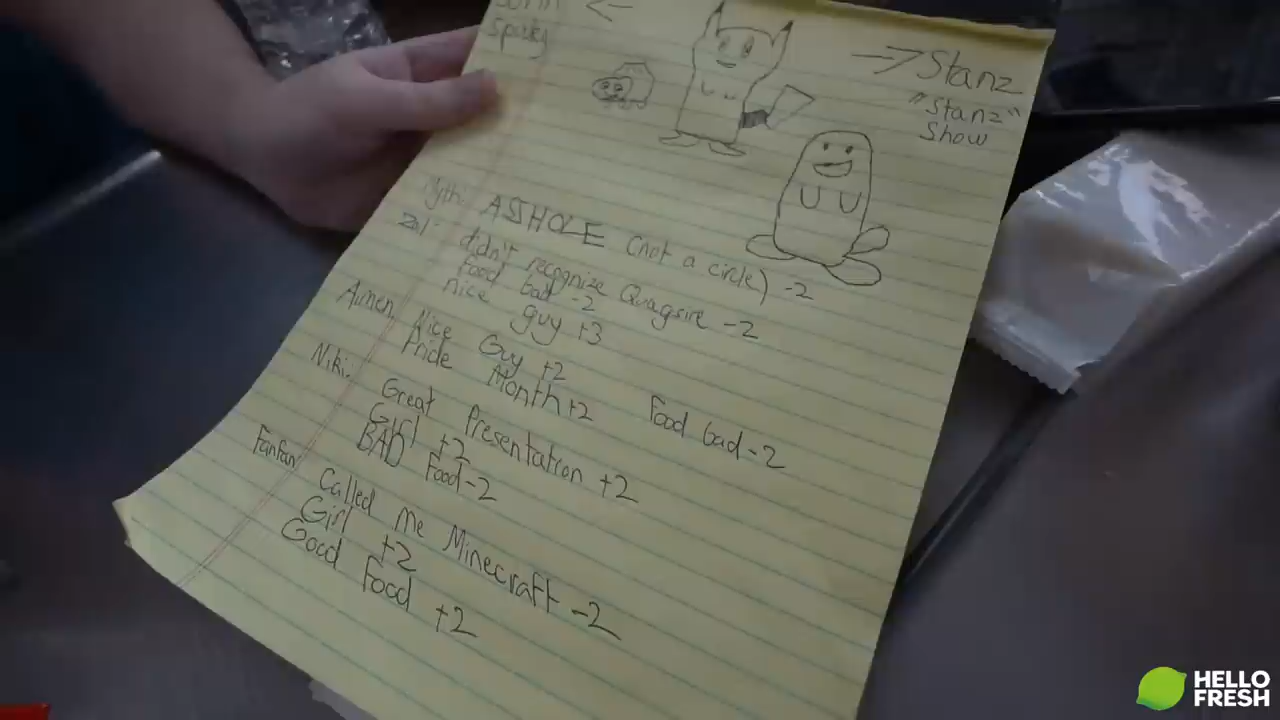 <-
Sparky
-> Stanz
"Stanz"
Show
Myth: ASSHOLE (not a circle) -2
Zal: didn't recognize Quagsire -2
food bad -2
nice guy +3
Aimen, Nice Guy +2
Pride Month +2 Food bad -2
Niki: Great Presentation +2
Girl +2
BAD Food -2
Fanfan: Called me Minecraft -2
Girl +2
Good Food +2
HELLO
FRESH